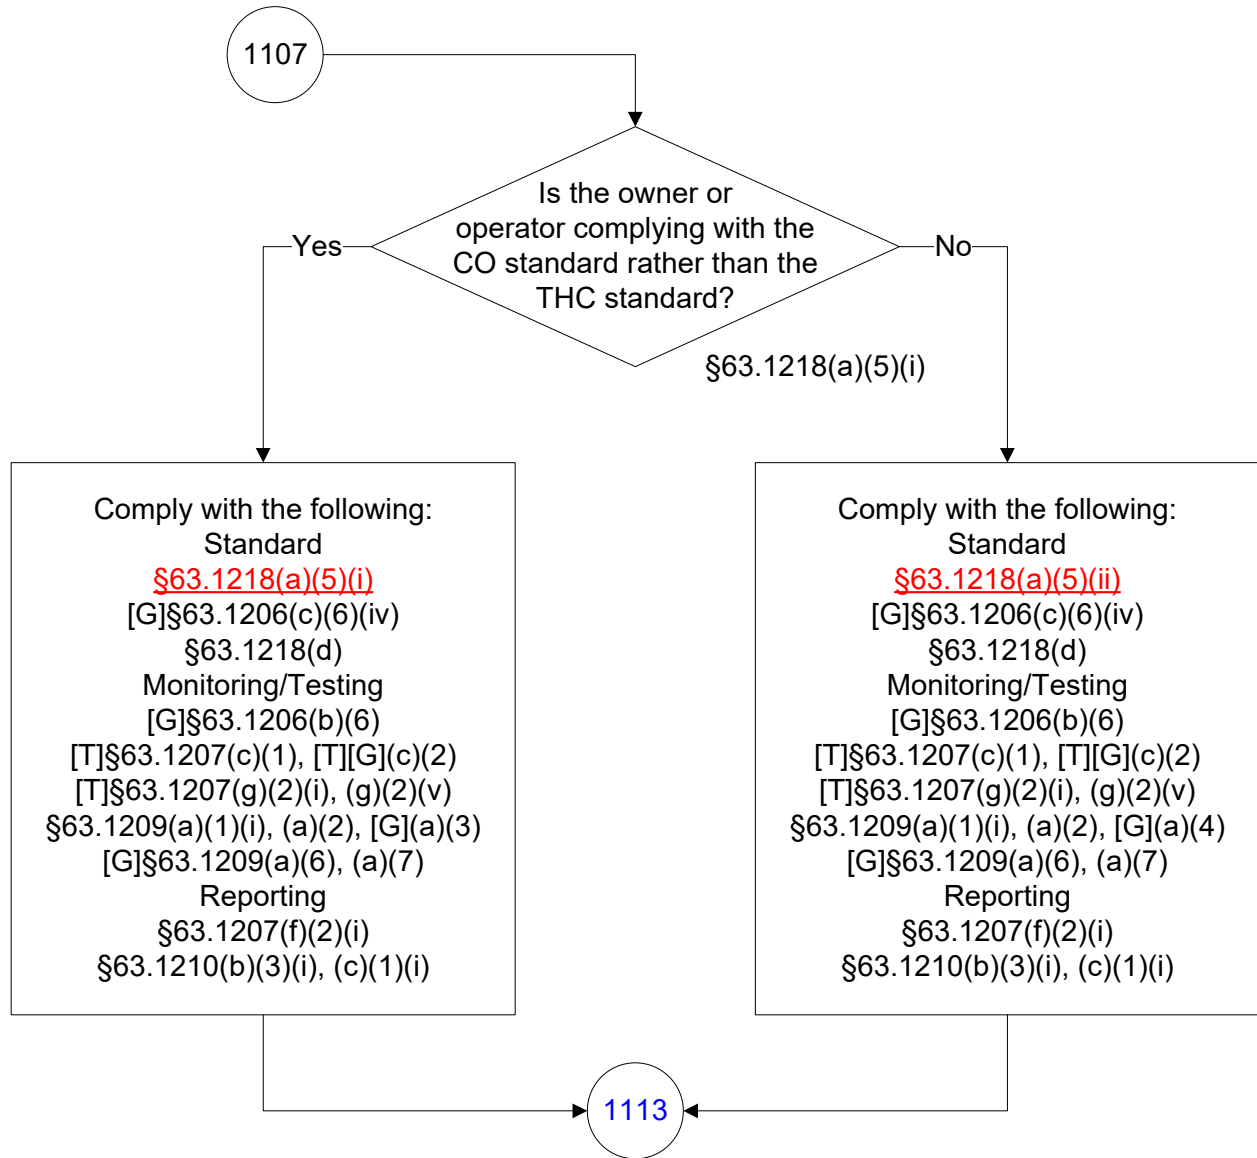 1107
Is the owner or
operator complying with the
CO standard rather than the
THC standard?
Yes
No
§63.1218(a)(5)(i)
Comply with the following:
Standard
§63.1218(a)(5)(i)
[G]§63.1206(c)(6)(iv)
§63.1218(d)
Monitoring/Testing
[G]§63.1206(b)(6)
[T]§63.1207(c)(1), [T][G](c)(2)
[T]§63.1207(g)(2)(i), (g)(2)(v)
§63.1209(a)(1)(i), (a)(2), [G](a)(3)
[G]§63.1209(a)(6), (a)(7)
Reporting
§63.1207(f)(2)(i)
§63.1210(b)(3)(i), (c)(1)(i)
Comply with the following:
Standard
§63.1218(a)(5)(ii)
[G]§63.1206(c)(6)(iv)
§63.1218(d)
Monitoring/Testing
[G]§63.1206(b)(6)
[T]§63.1207(c)(1), [T][G](c)(2)
[T]§63.1207(g)(2)(i), (g)(2)(v)
§63.1209(a)(1)(i), (a)(2), [G](a)(4)
[G]§63.1209(a)(6), (a)(7)
Reporting
§63.1207(f)(2)(i)
§63.1210(b)(3)(i), (c)(1)(i)
1113